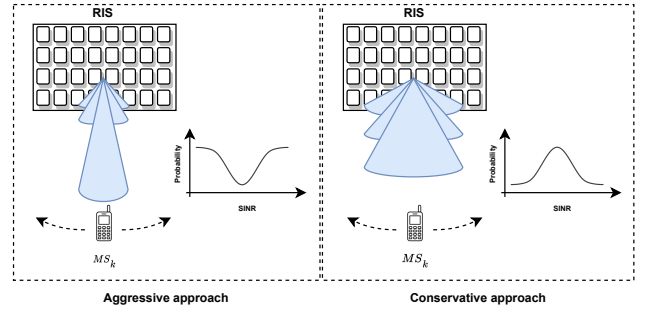 RIS
Probability
SINR
MS_k
Aggressive approach
RIS
Probability
SINR
MS_k
Conservative approach